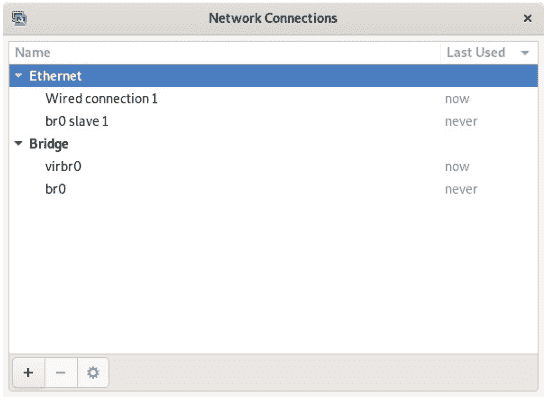 Network Connections
Name Last Used
Ethernet
Wired connection 1 now
br0 slave 1 never
Bridge
virbr0 now
br0 never